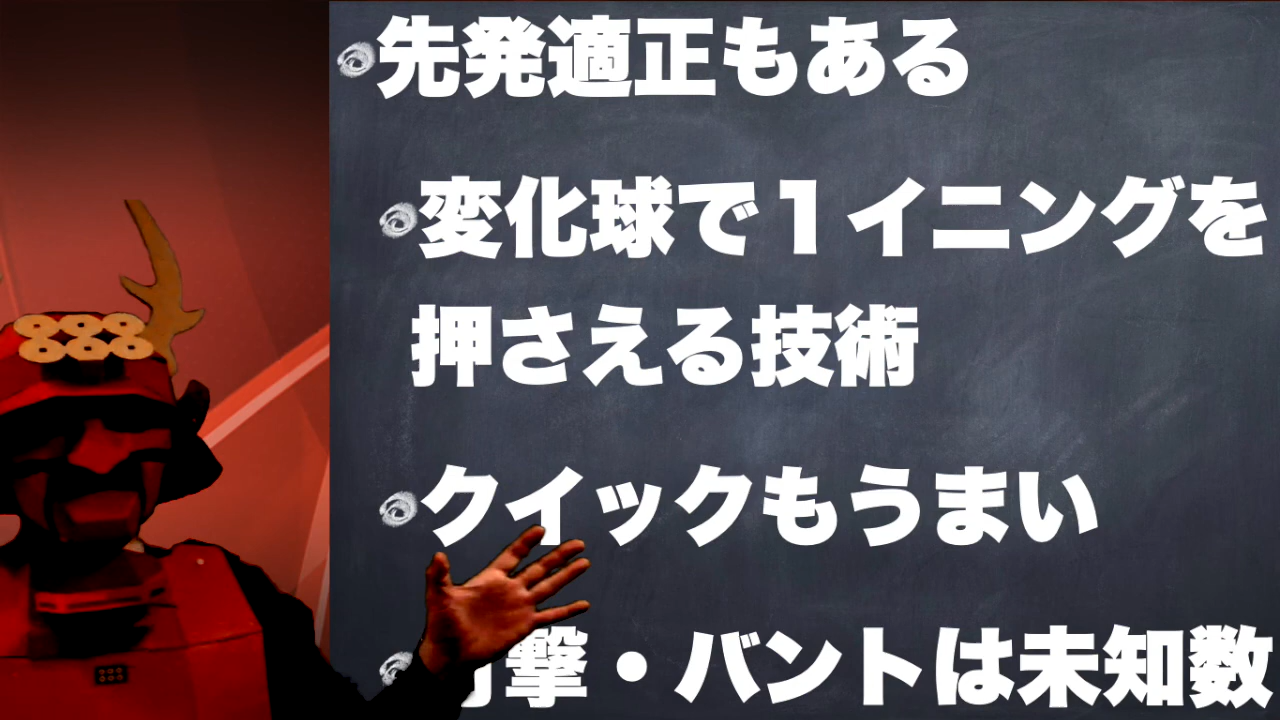 先発適正もある
変化球で１イニングを
押さえる技術
クイックもうまい
撃・バントは未知数